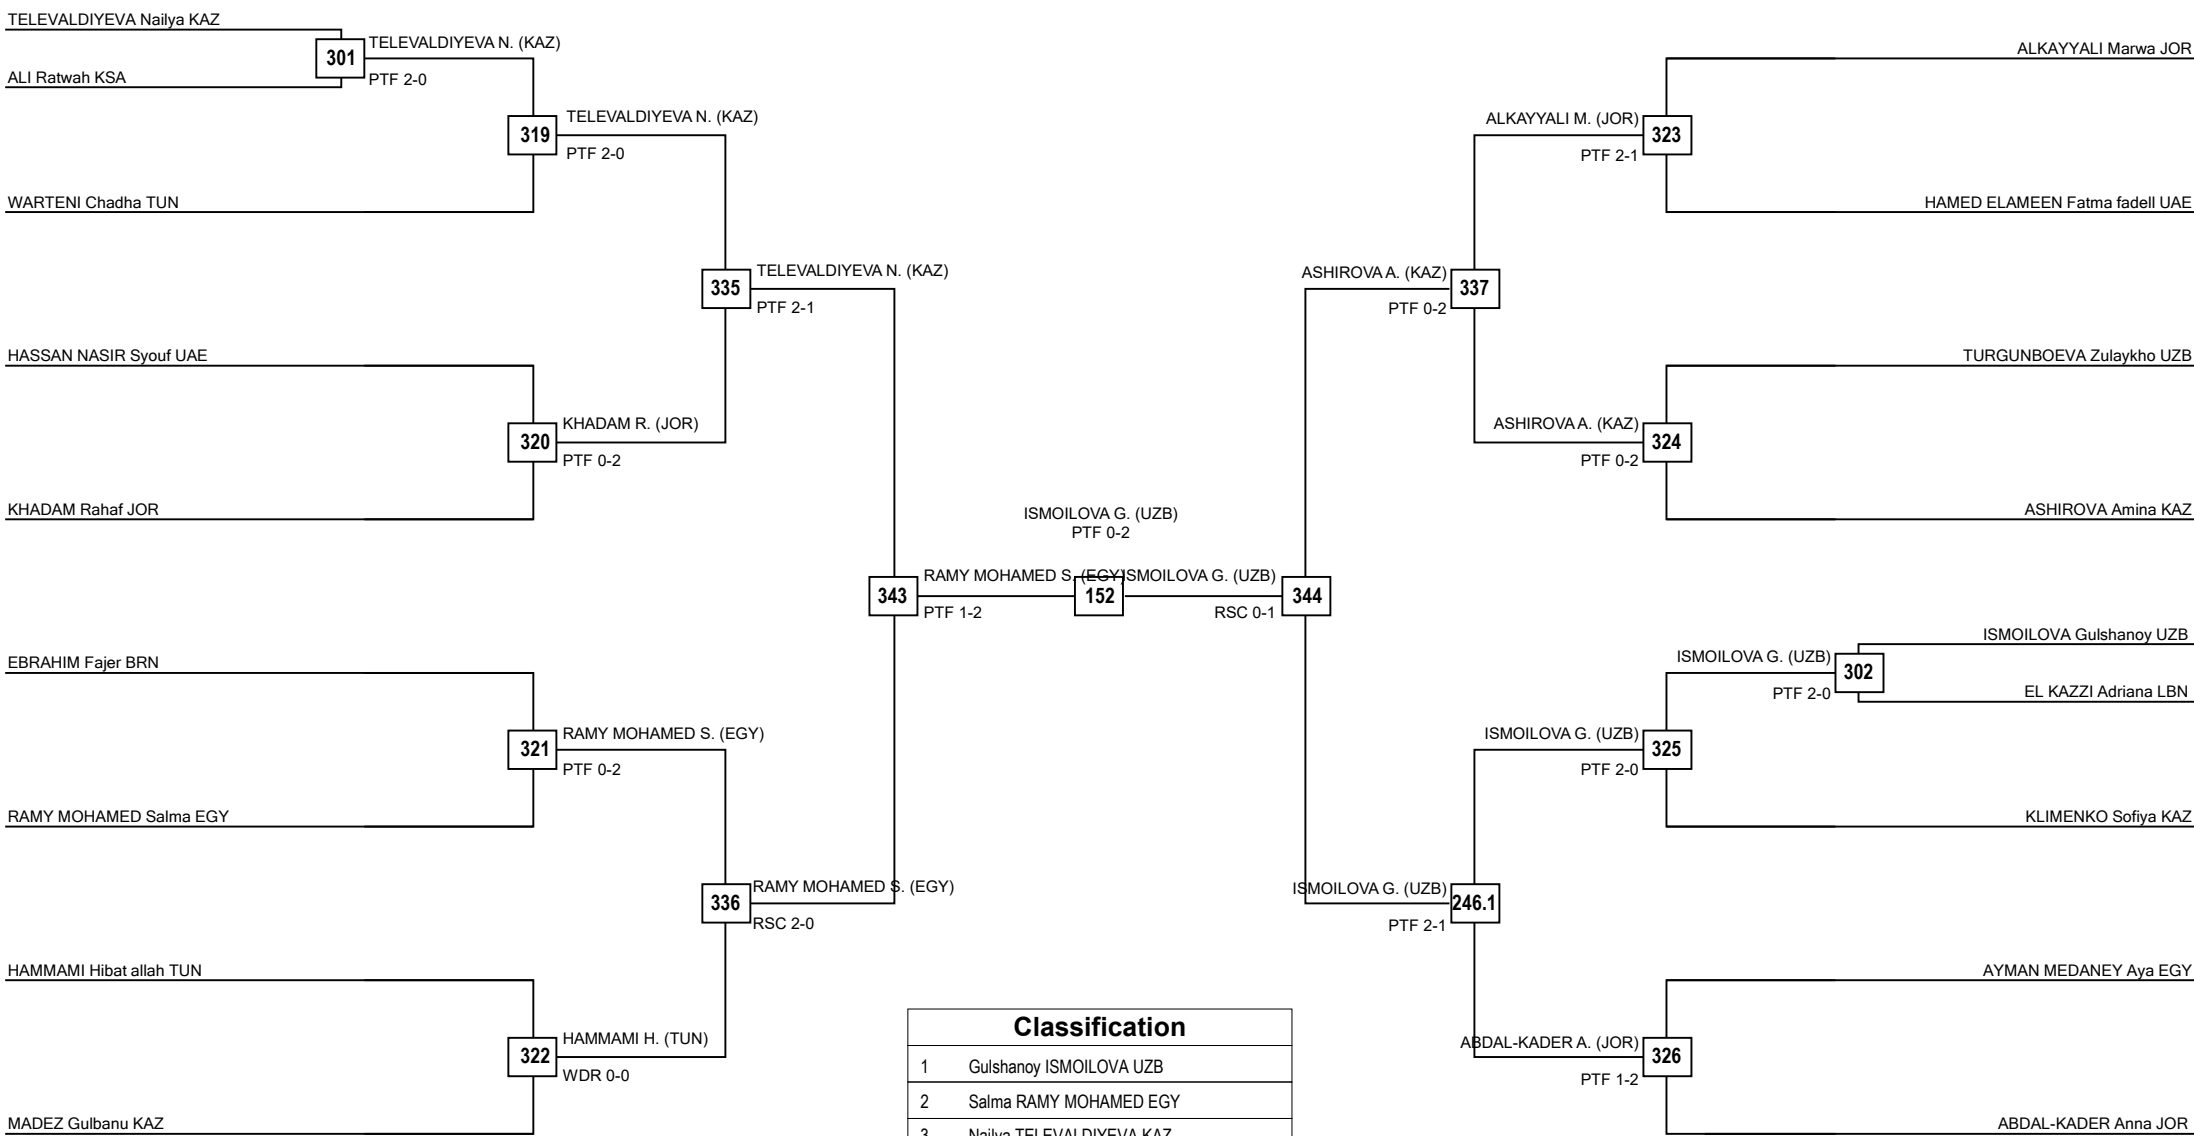 TELEVALDIYEVA Nailya KAZ
301
TELEVALDIYEVA N. (KAZ)
PTF 2-0
ALI Ratwah KSA
319
TELEVALDIYEVA N. (KAZ)
PTF 2-0
WARTENI Chadha TUN
335
TELEVALDIYEVA N. (KAZ)
PTF 2-1
HASSAN NASIR Syouf UAE
320
KHADAM R. (JOR)
PTF 0-2
KHADAM Rahaf JOR
343
RAMY MOHAMED S. (EGY)
PTF 1-2
EBRAHIM Fajer BRN
321
RAMY MOHAMED S. (EGY)
PTF 0-2
RAMY MOHAMED Salma EGY
336
RAMY MOHAMED S. (EGY)
RSC 2-0
HAMMAMI Hibat allah TUN
322
HAMMAMI H. (TUN)
WDR 0-0
MADEZ Gulbanu KAZ
ISMOILOVA G. (UZB)
PTF 0-2
152
ISMOILOVA G. (UZB)
RSC 0-1
344
ALKAYYALI Marwa JOR
ALKAYYALI M. (JOR)
PTF 2-1
323
HAMED ELAMEEN Fatma fadell UAE
ASHIROVA A. (KAZ)
PTF 0-2
337
TURGUNBOEVA Zulaykho UZB
ASHIROVA A. (KAZ)
PTF 0-2
324
ASHIROVA Amina KAZ
ISMOILOVA Gulshanoy UZB
ISMOILOVA G. (UZB)
PTF 2-0
302
EL KAZZI Adriana LBN
ISMOILOVA G. (UZB)
PTF 2-0
325
KLIMENKO Sofiya KAZ
ISMOILOVA G. (UZB)
PTF 2-1
246.1
AYMAN MEDANEY Aya EGY
ABDAL-KADER A. (JOR)
PTF 1-2
326
ABDAL-KADER Anna JOR
Classification
1 Gulshanoy ISMOILOVA UZB
2 Salma RAMY MOHAMED EGY
3 Nailya TELEVALDIYEVA KAZ